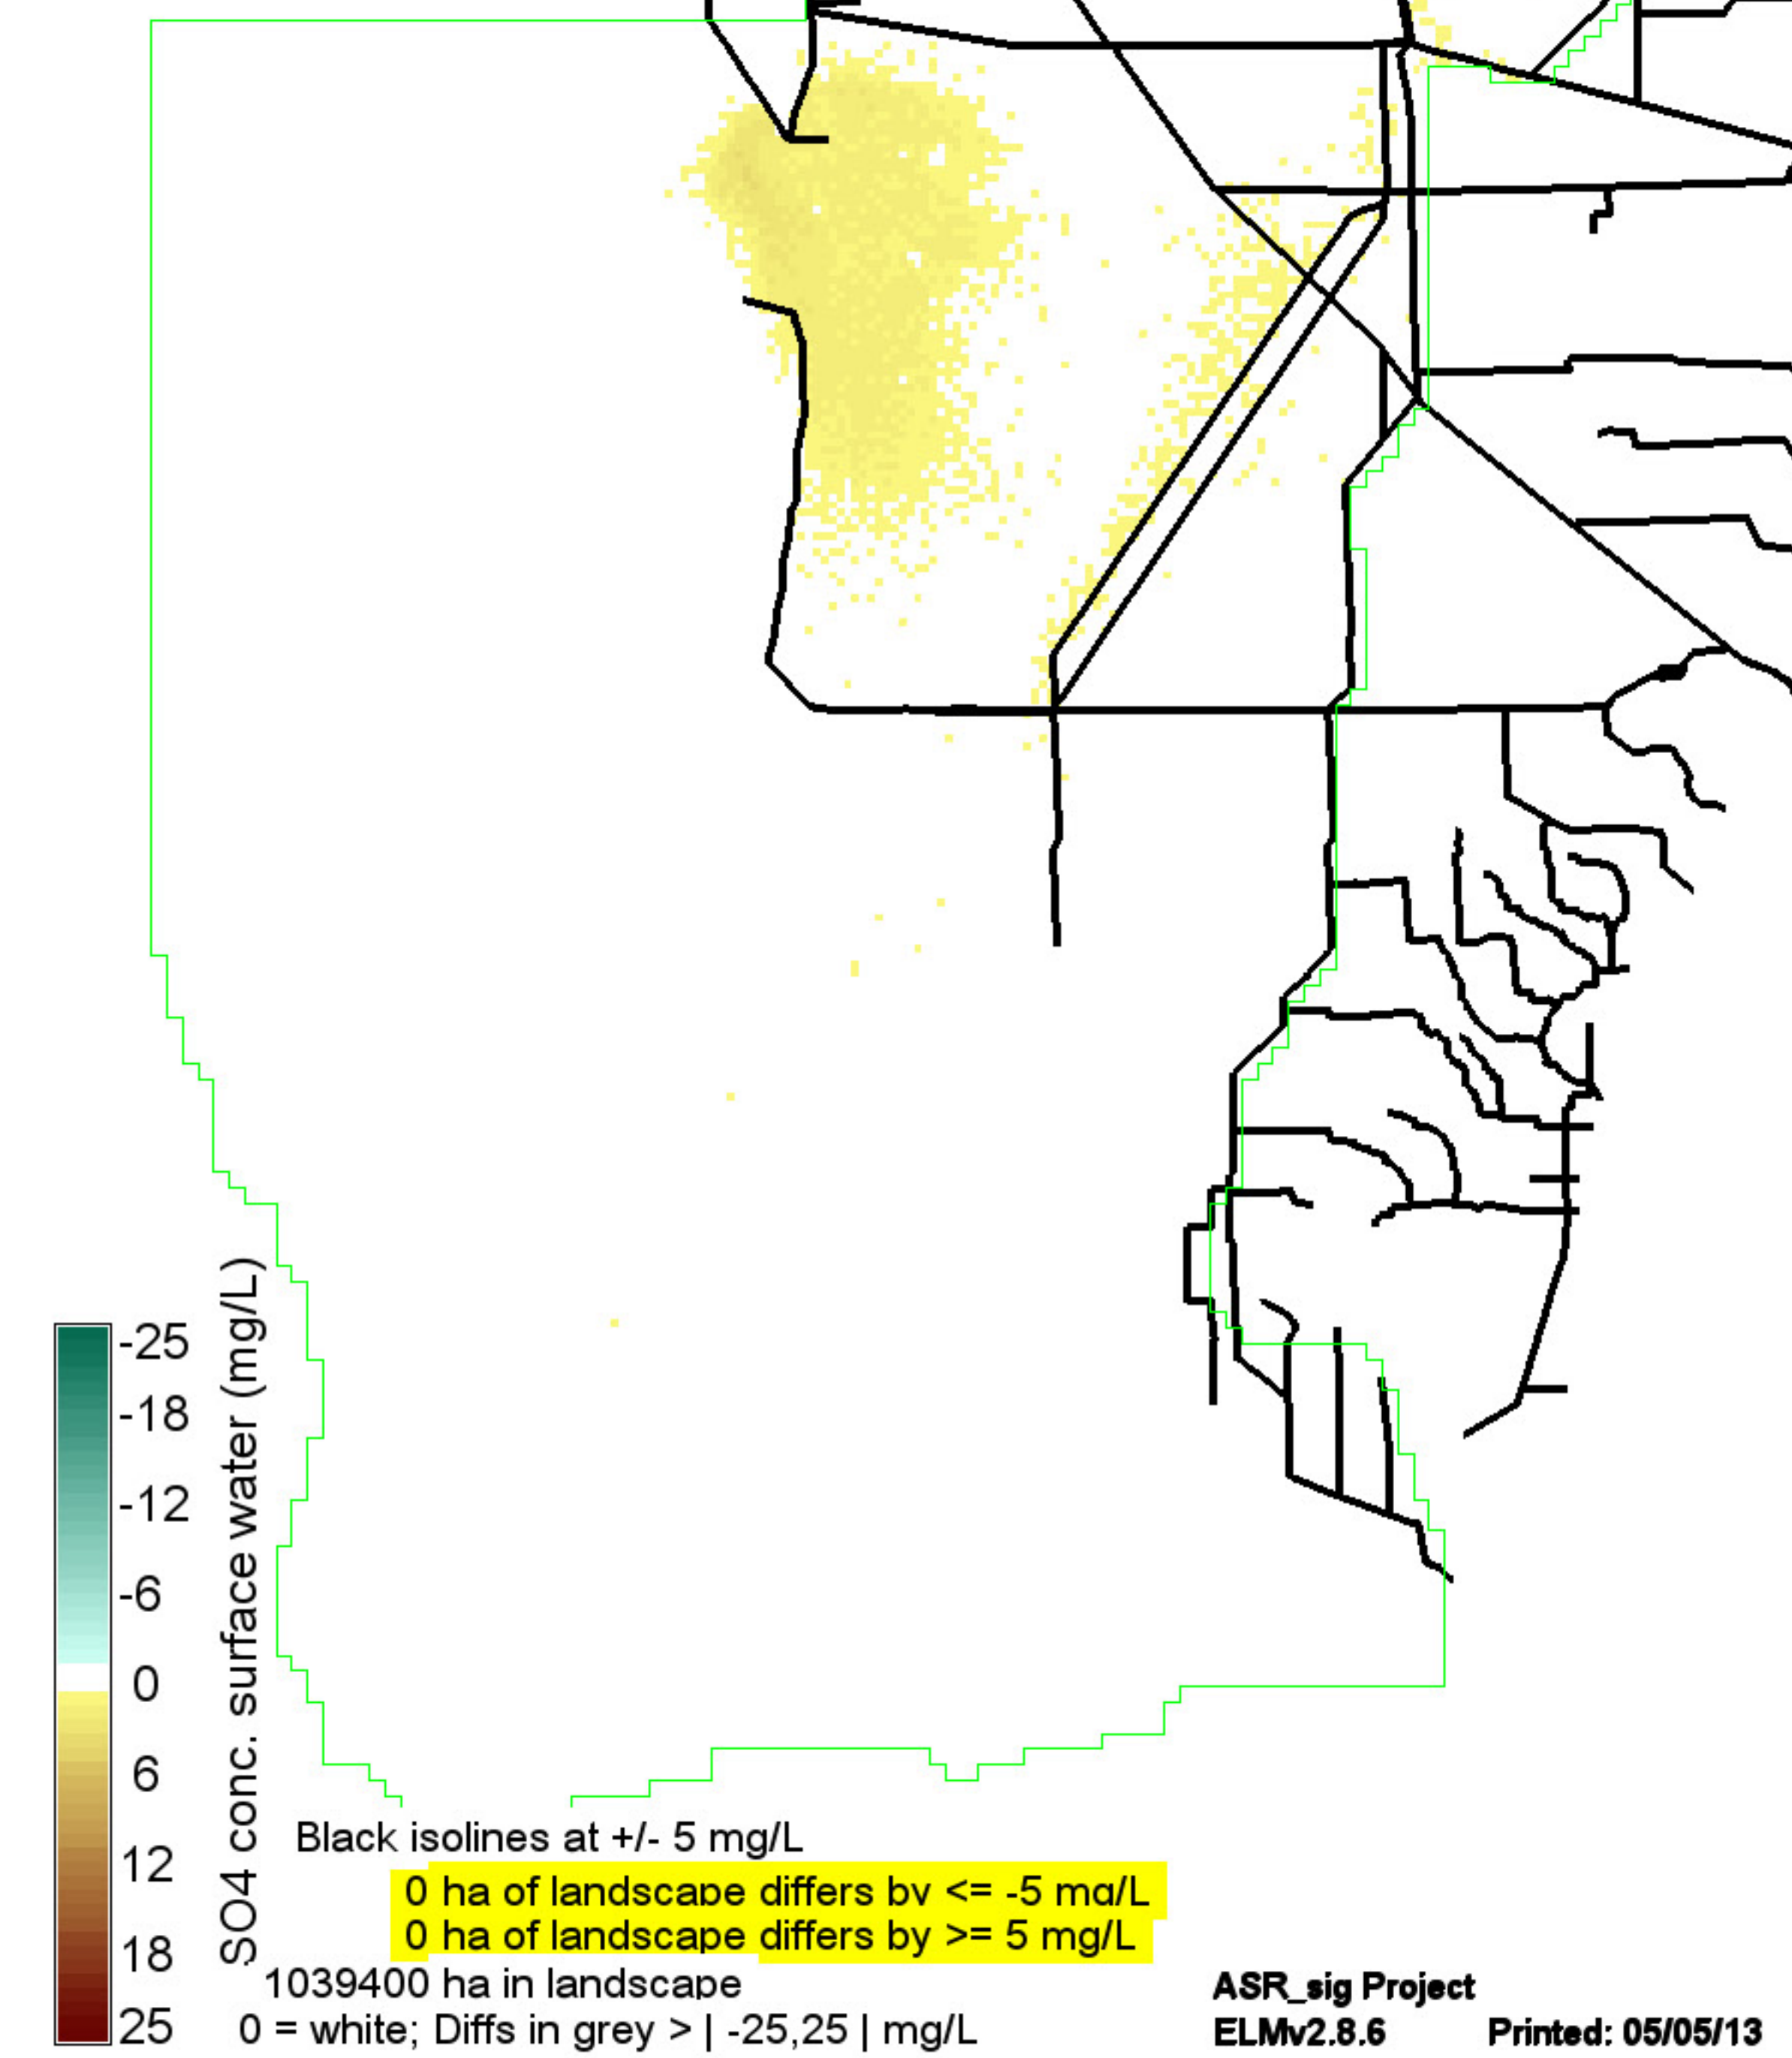 -25
-18
-12
-6
0
6
12
18
25
SO4 conc. surface water (mg/L)
Black isolines at +/- 5 mg/L
0 ha of landscape differs by <= -5 mg/L
0 ha of landscape differs by >= 5 mg/L
1039400 ha in landscape
0 = white; Diffs in grey > | -25,25 | mg/L
ASR_sig Project
ELMv2.8.6 Printed: 05/05/13